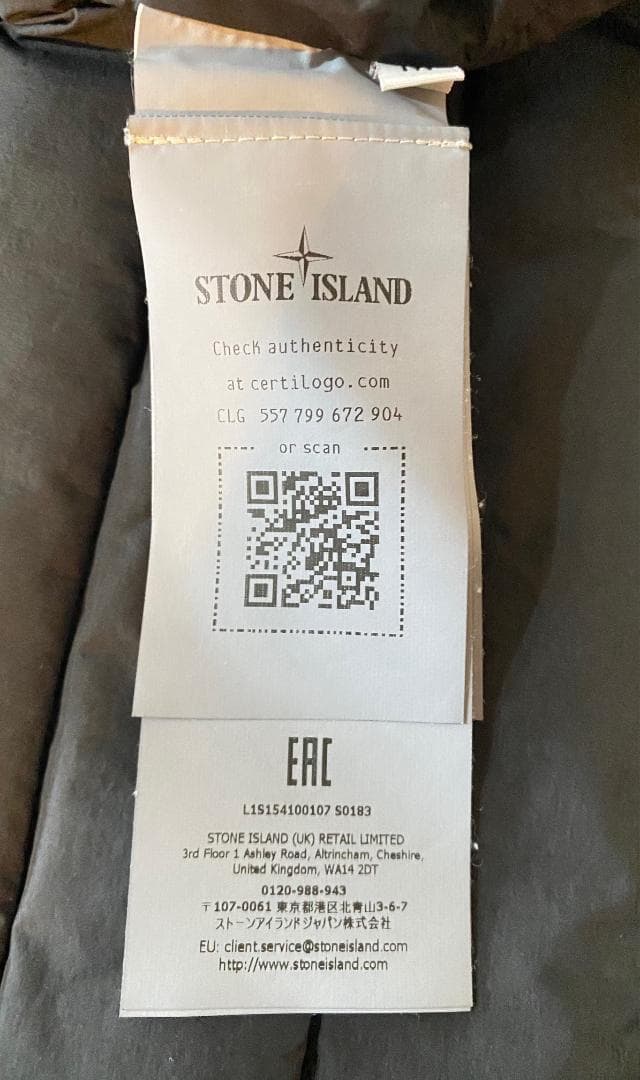 STONE ISLAND
Check authenticity
at certilogo.com
CLG 557 799 672 904
or scan
EAC
L1S154100107 S0183
STONE ISLAND (UK) RETAIL LIMITED
3rd Floor 1 Ashley Road, Altrincham, Cheshire,
United Kingdom, WA14 2DT
0120-988-943
〒107-0061 東京都港区北青山3-6-7
ストーンアイランドジャパン株式会社
EU: client.service@stoneisland.com
http://www.stoneisland.com